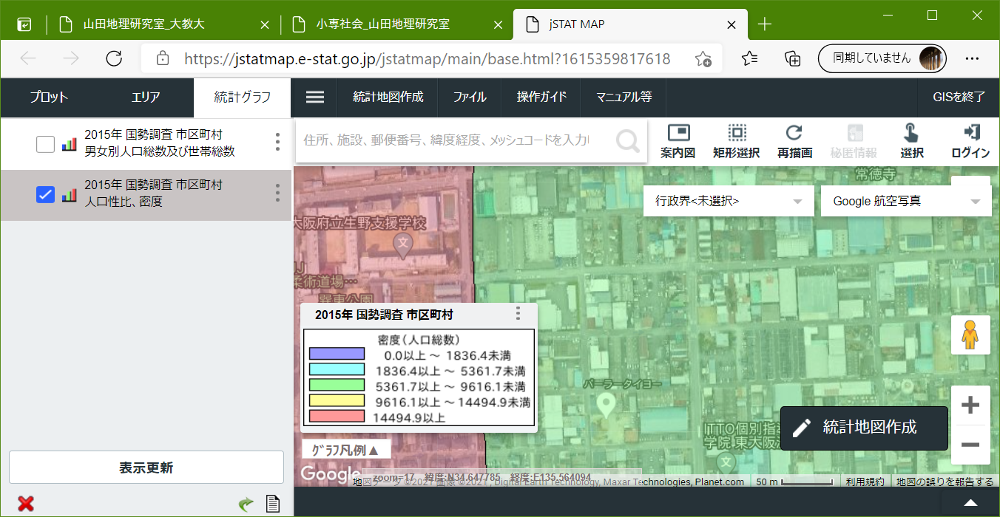 山田地理研究室_大教大
小専社会_山田地理研究室
jSTAT MAP
https://jstatmap.e-stat.go.jp/jstatmap/main/base.html?1615359817618
同期していません
プロット
エリア
統計グラフ
統計地図作成
ファイル
操作ガイド
マニュアル等
GISを終了
2015年 国勢調査 市区町村
男女別人口総数及び世帯総数
2015年 国勢調査 市区町村
人口性比、密度
住所、施設、郵便番号、緯度経度、メッシュコードを入力
案内図
矩形選択
再描画
秘匿情報
選択
ログイン
常徳寺
行政界<未選択>
Google 航空写真
大阪府立生野支援学校
文
柔術道場…
巽東公園
2015年 国勢調査 市区町村
密度(人口総数)
0.0以上 ～ 1836.4未満
1836.4以上 ～ 5361.7未満
5361.7以上 ～ 9616.1未満
9616.1以上 ～ 14494.9未満
14494.9以上
グラフ凡例▲
パーラータイヨー
ITTO個別指導
学院 東大阪
文
統計地図作成
表示更新
Google
zoom=17 緯度:N34.647785 経度:E135.564094
地図データ ©2021 画像 ©2021 , Digital Earth Technology, Maxar Technologies, Planet.com
50 m
利用規約
地図の誤りを報告する